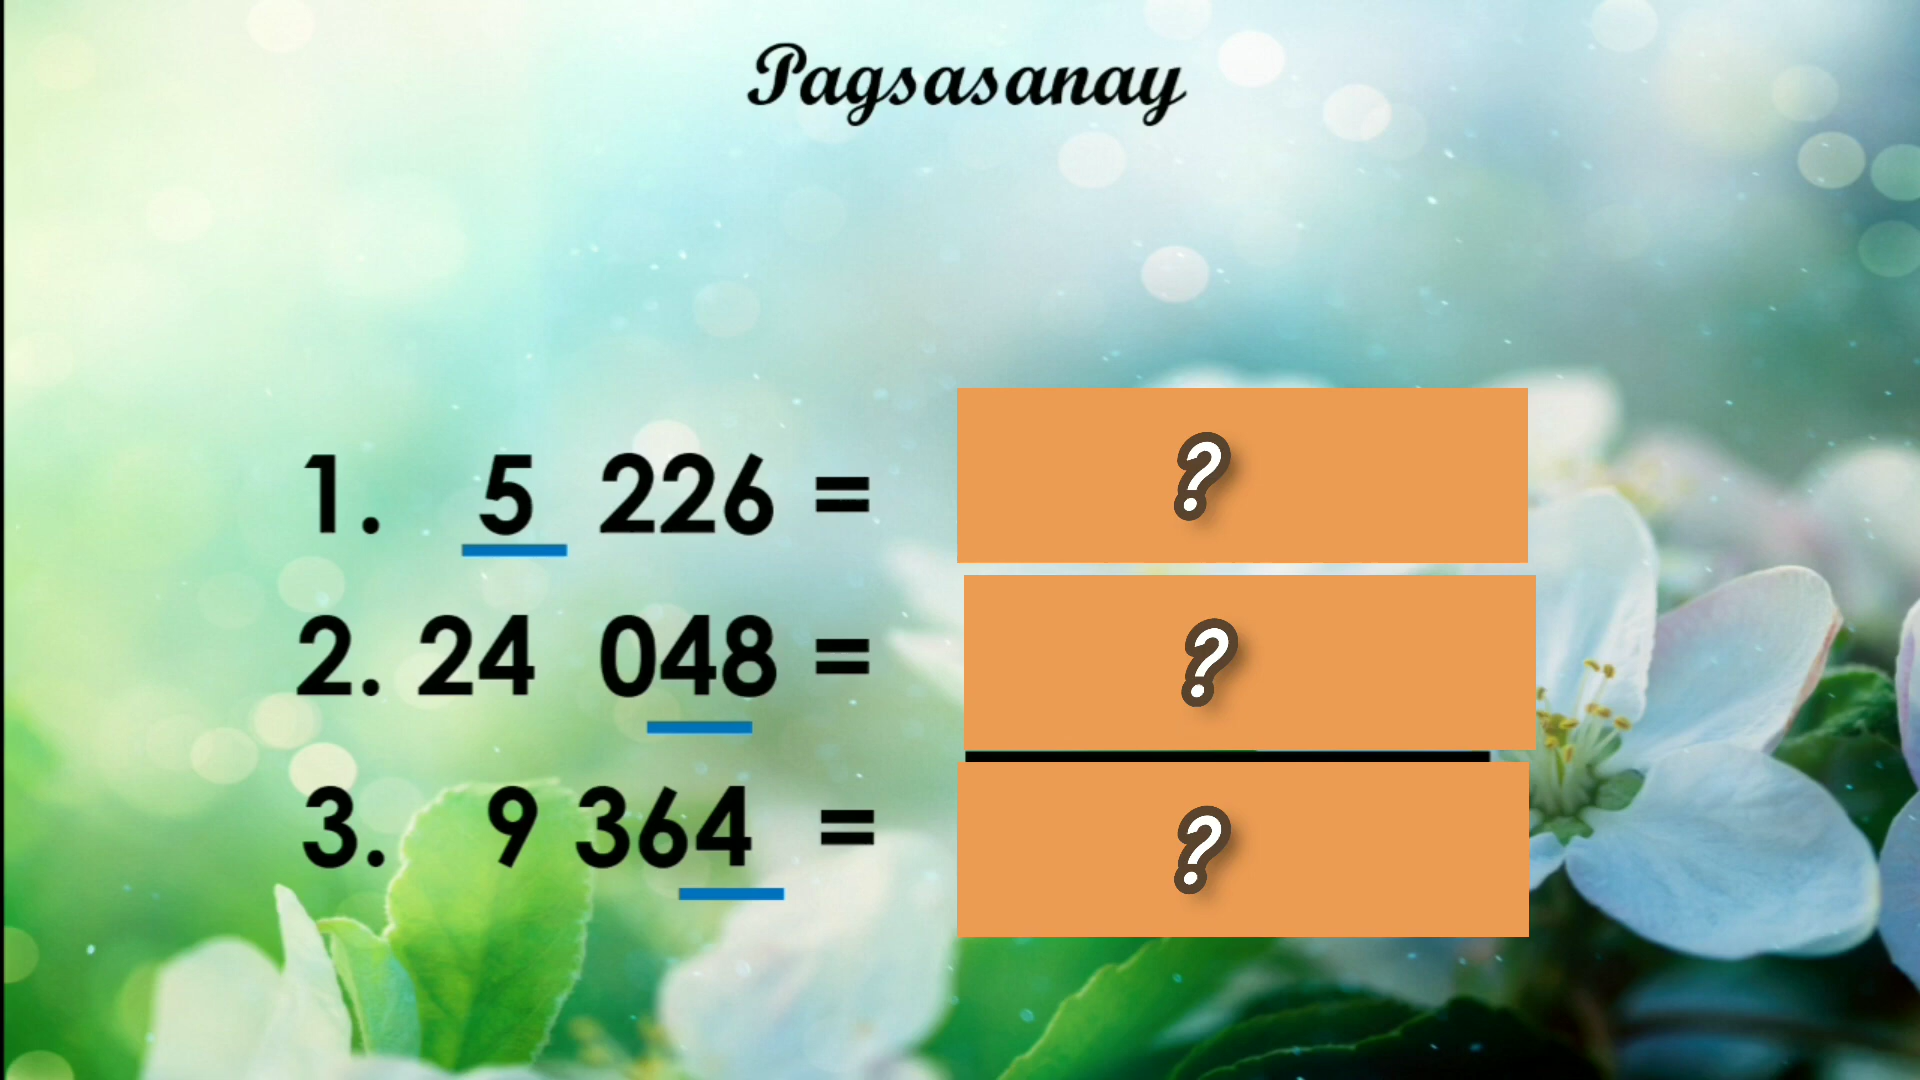 Pagsasanay
1. 5 226 =
?
2. 24 048 =
?
3. 9 364 =
?